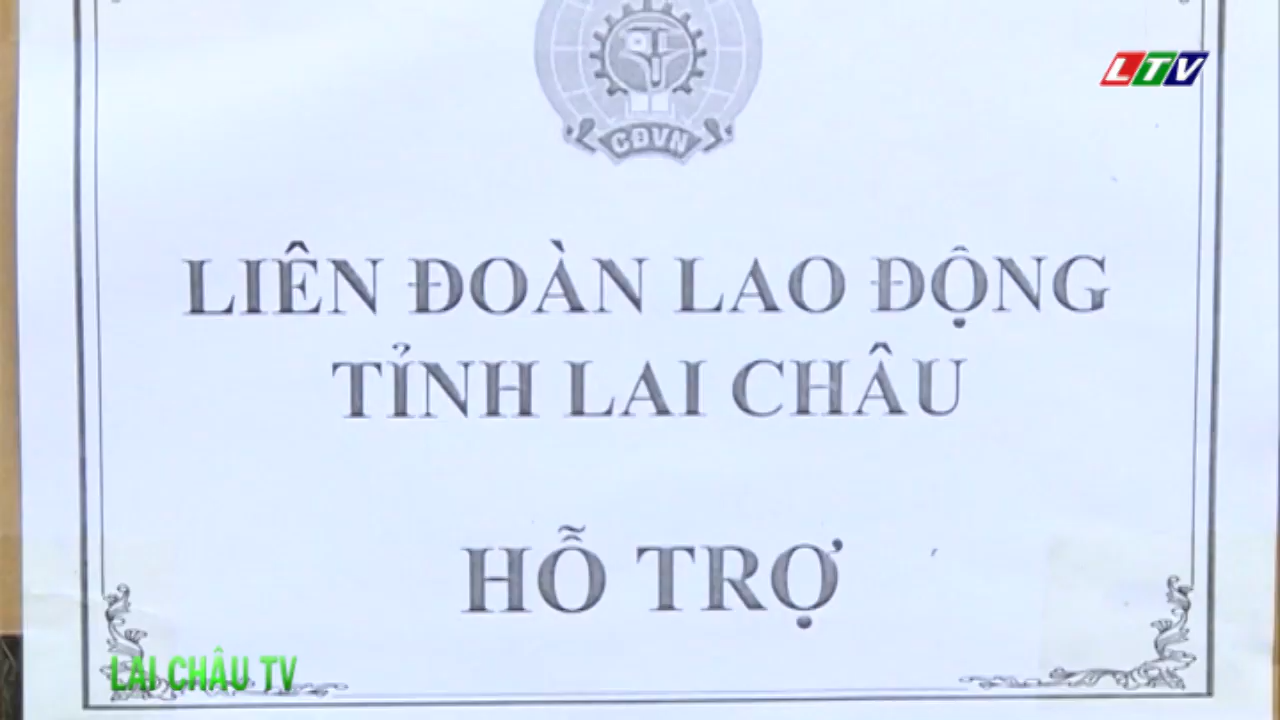 LTV
CĐVN
LIÊN ĐOÀN LAO ĐỘNG
TỈNH LAI CHÂU
HỖ TRỢ
LAI CHÂU TV